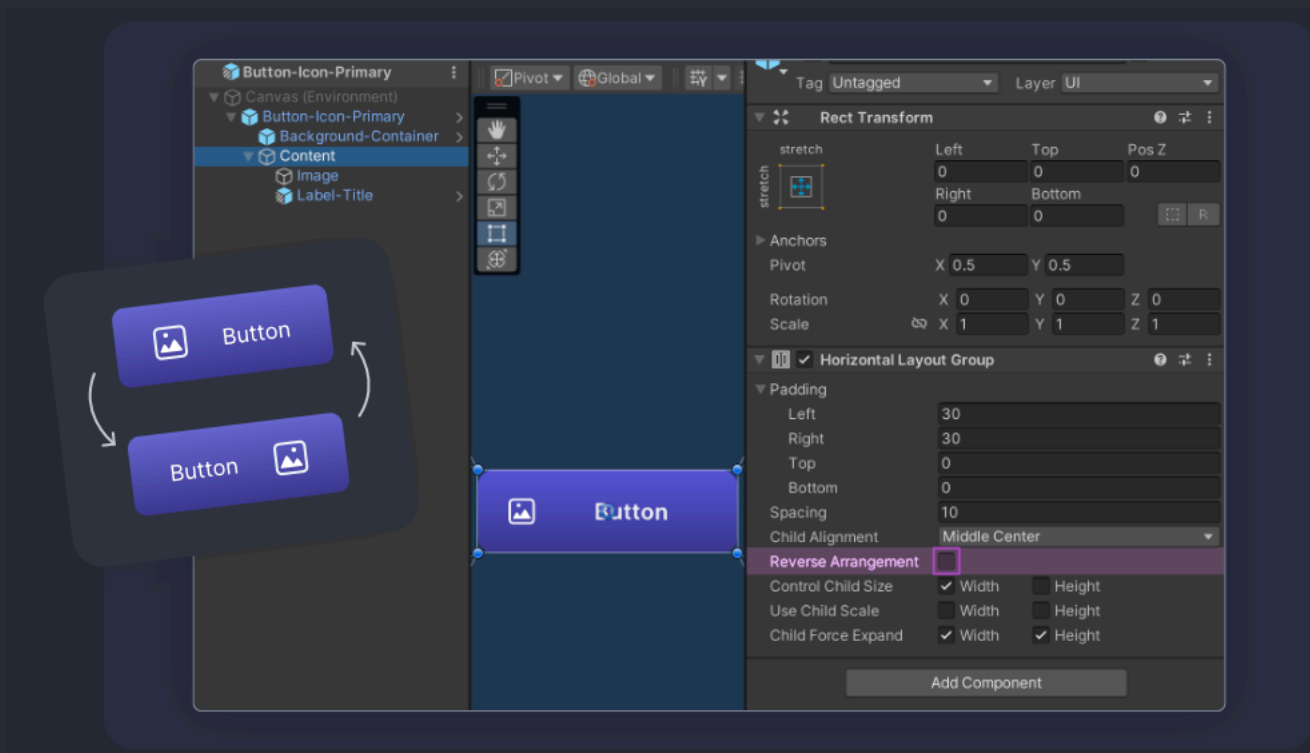 Button-Icon-Primary
Canvas (Environment)
Button-Icon-Primary
Background-Container
Content
Image
Label-Title
Button
Button
Pivot
Global
Button
Tag Untagged Layer UI
Rect Transform
stretch
stretch
Left Top Pos Z
0 0 0
Right Bottom
0 0
R
Anchors
Pivot X 0.5 Y 0.5
Rotation X 0 Y 0 Z 0
Scale X 1 Y 1 Z 1
Horizontal Layout Group
Padding
Left 30
Right 30
Top 0
Bottom 0
Spacing 10
Child Alignment Middle Center
Reverse Arrangement
Control Child Size Width Height
Use Child Scale Width Height
Child Force Expand Width Height
Add Component